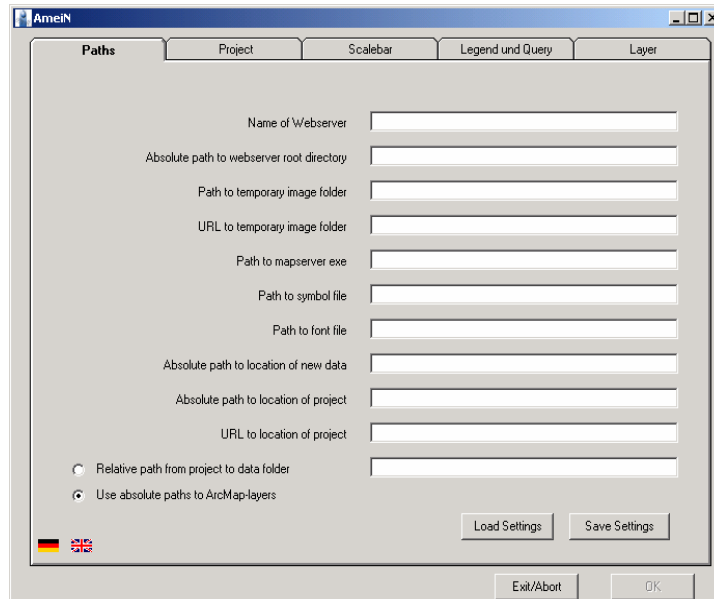 AmeiN
Paths Project Scalebar Legend und Query Layer
Name of Webserver
Absolute path to webserver root directory
Path to temporary image folder
URL to temporary image folder
Path to mapserver exe
Path to symbol file
Path to font file
Absolute path to location of new data
Absolute path to location of project
URL to location of project
Relative path from project to data folder
Use absolute paths to ArcMap-layers
Load Settings Save Settings
Exit/Abort OK